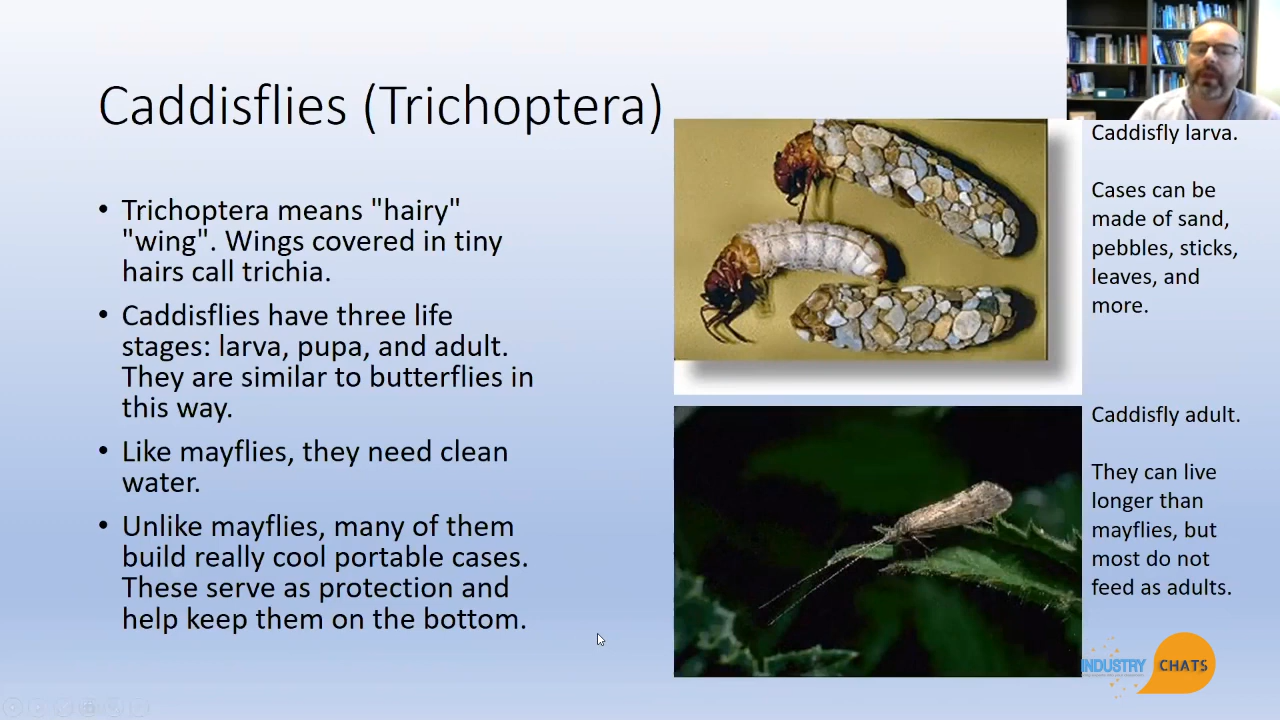 Caddisflies (Trichoptera)
• Trichoptera means "hairy"
"wing". Wings covered in tiny
hairs call trichia.
• Caddisflies have three life
stages: larva, pupa, and adult.
They are similar to butterflies in
this way.
• Like mayflies, they need clean
water.
• Unlike mayflies, many of them
build really cool portable cases.
These serve as protection and
help keep them on the bottom.
Caddisfly larva.
Cases can be
made of sand,
pebbles, sticks,
leaves, and
more.
Caddisfly adult.
They can live
longer than
mayflies, but
most do not
feed as adults.
INDUSTRY CHATS